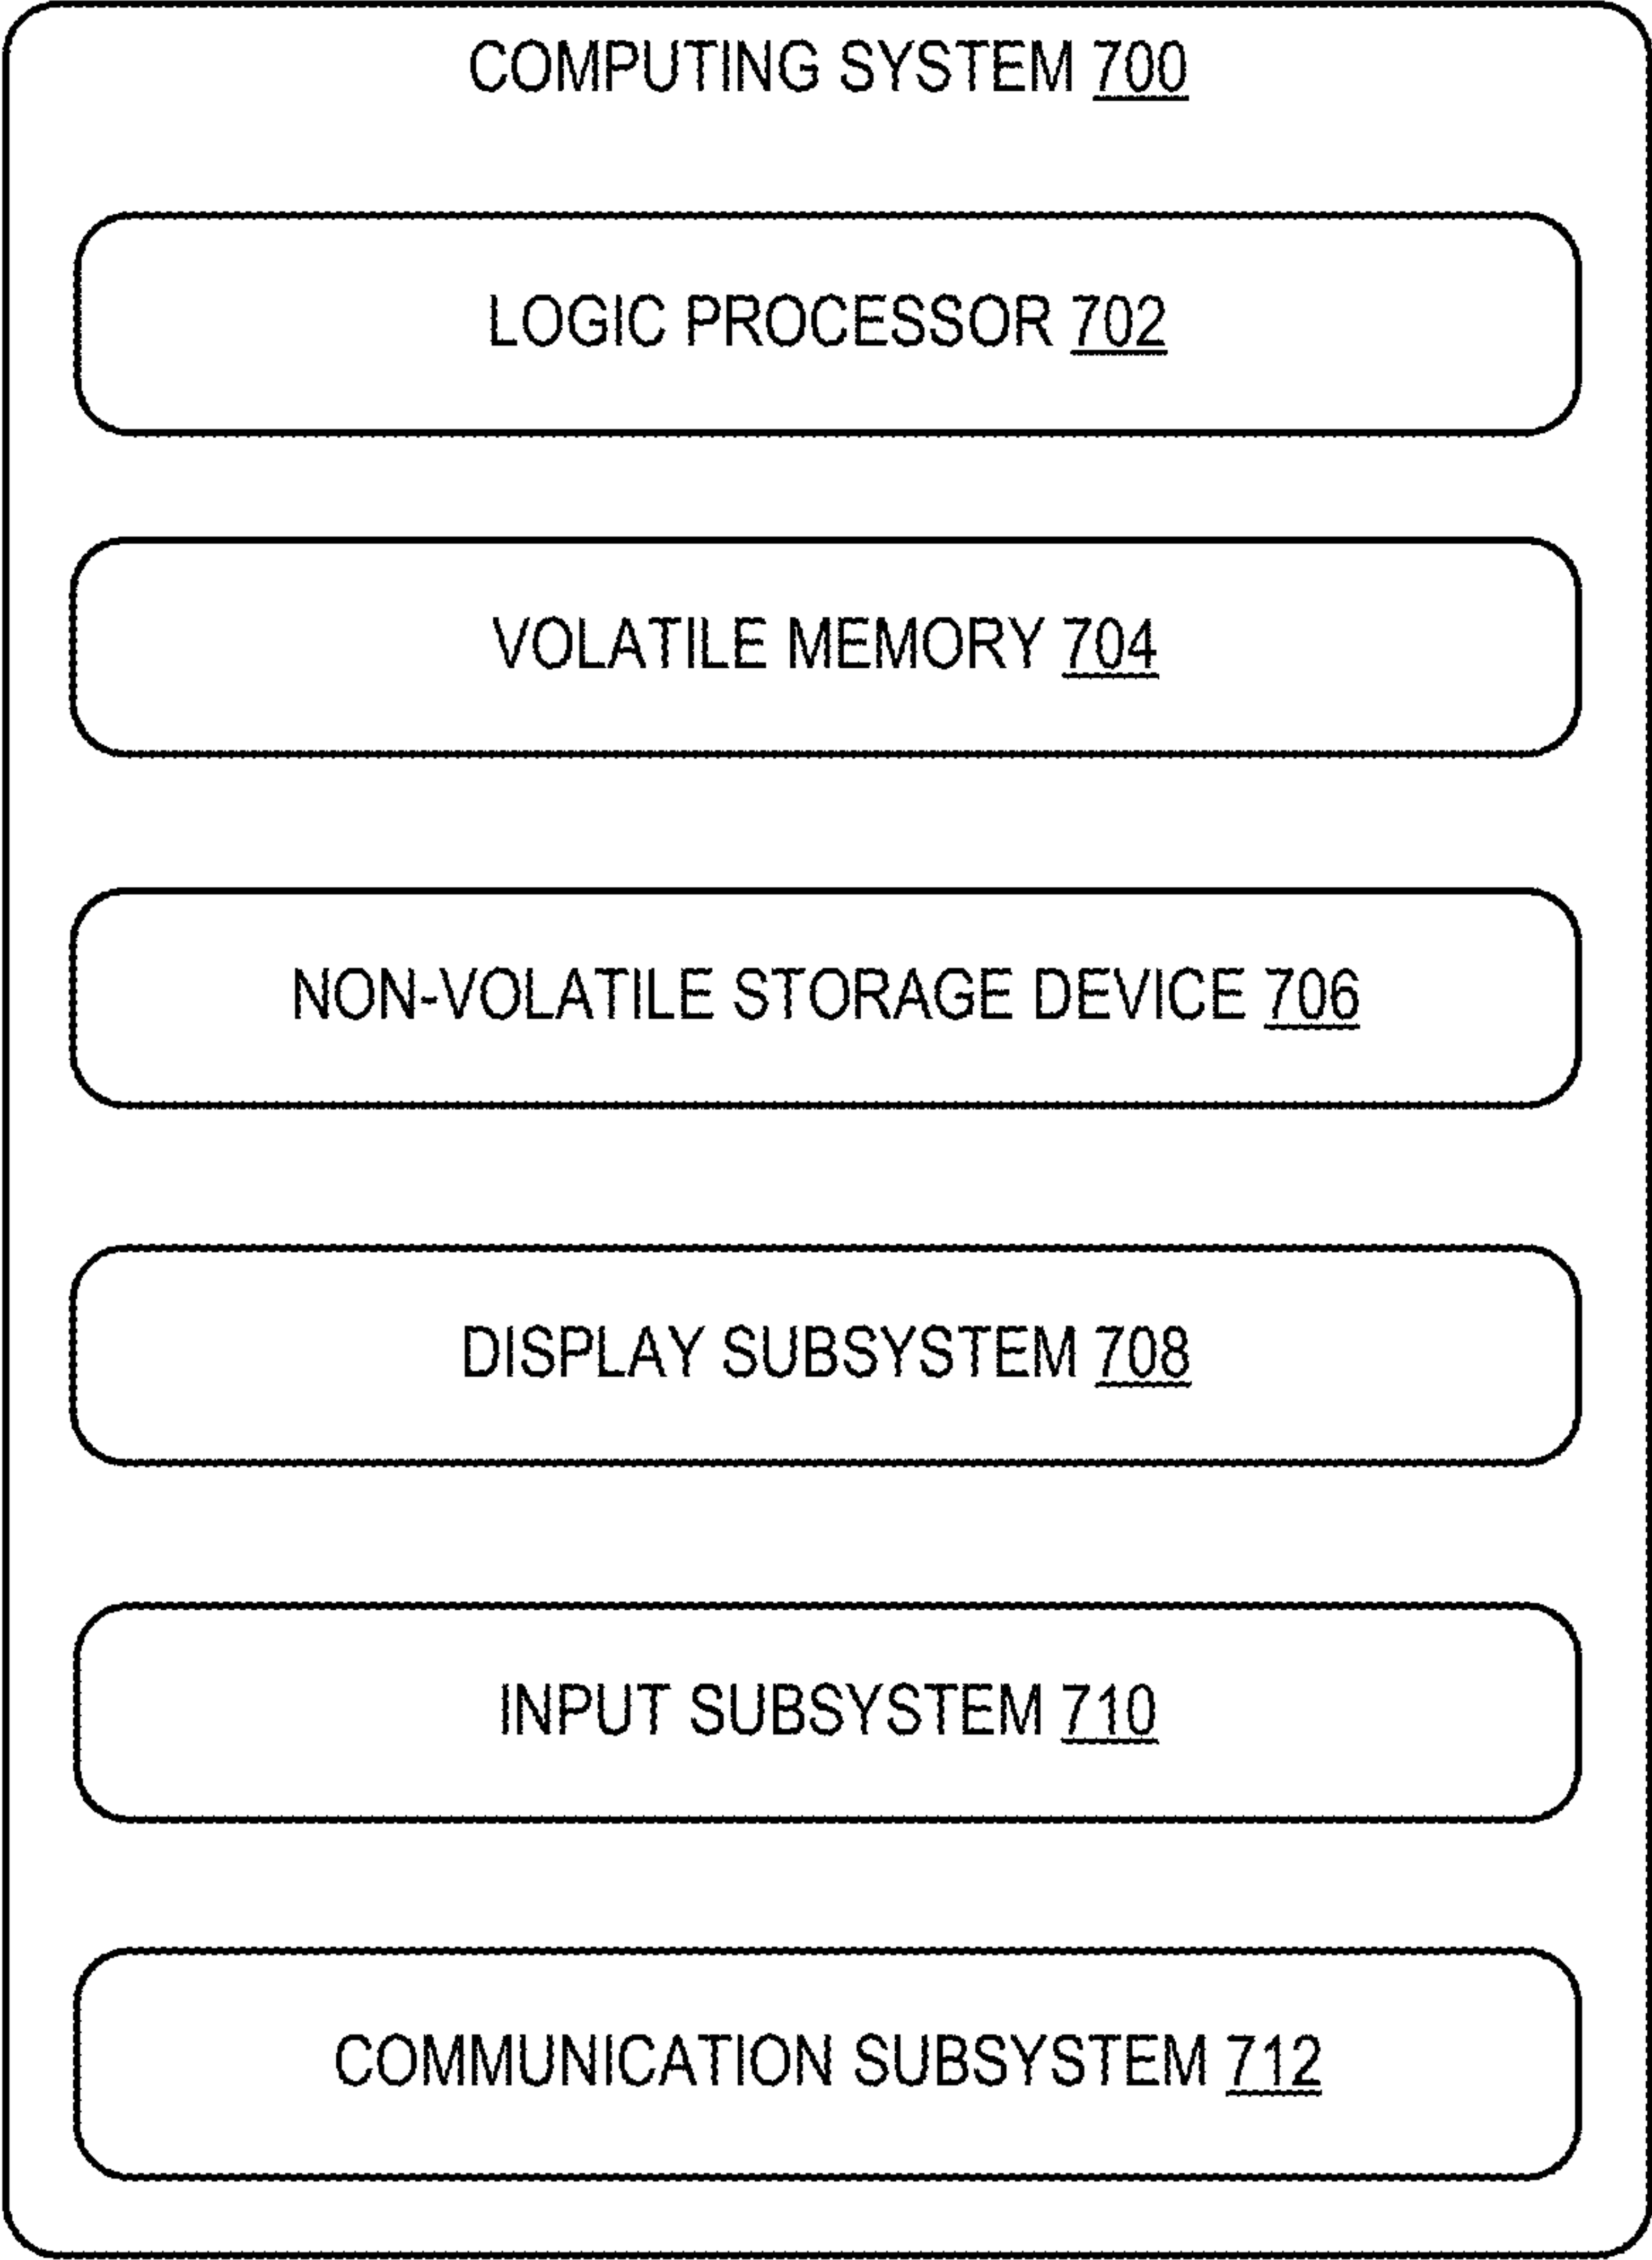 COMPUTING SYSTEM 700
LOGIC PROCESSOR 702
VOLATILE MEMORY 704
NON-VOLATILE STORAGE DEVICE 706
DISPLAY SUBSYSTEM 708
INPUT SUBSYSTEM 710
COMMUNICATION SUBSYSTEM 712